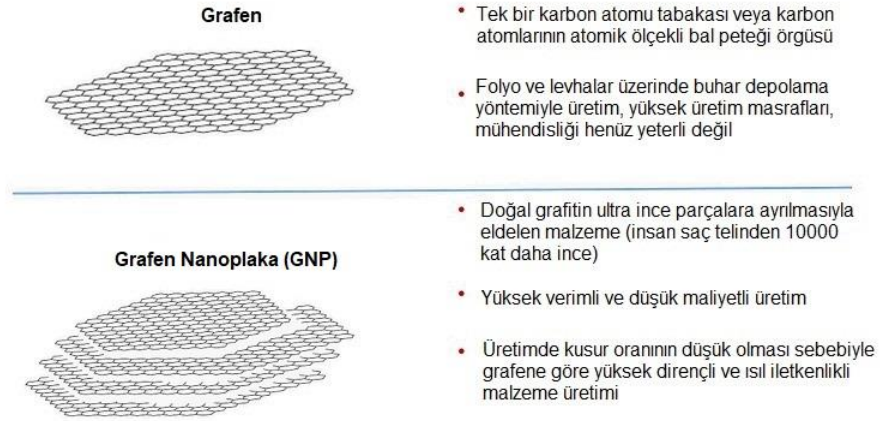 Grafen
• Tek bir karbon atomu tabakası veya karbon
atomlarının atomik ölçekli bal peteği örgüsü
• Folyo ve levhalar üzerinde buhar depolama
yöntemiyle üretim, yüksek üretim masrafları,
mühendisliği henüz yeterli değil
Grafen Nanoplaka (GNP)
• Doğal grafitin ultra ince parçalara ayrılmasıyla
eldelen malzeme (insan saç telinden 10000
kat daha ince)
• Yüksek verimli ve düşük maliyetli üretim
• Üretimde kusur oranının düşük olması sebebiyle
grafene göre yüksek dirençli ve ısıl iletkenlikli
malzeme üretimi